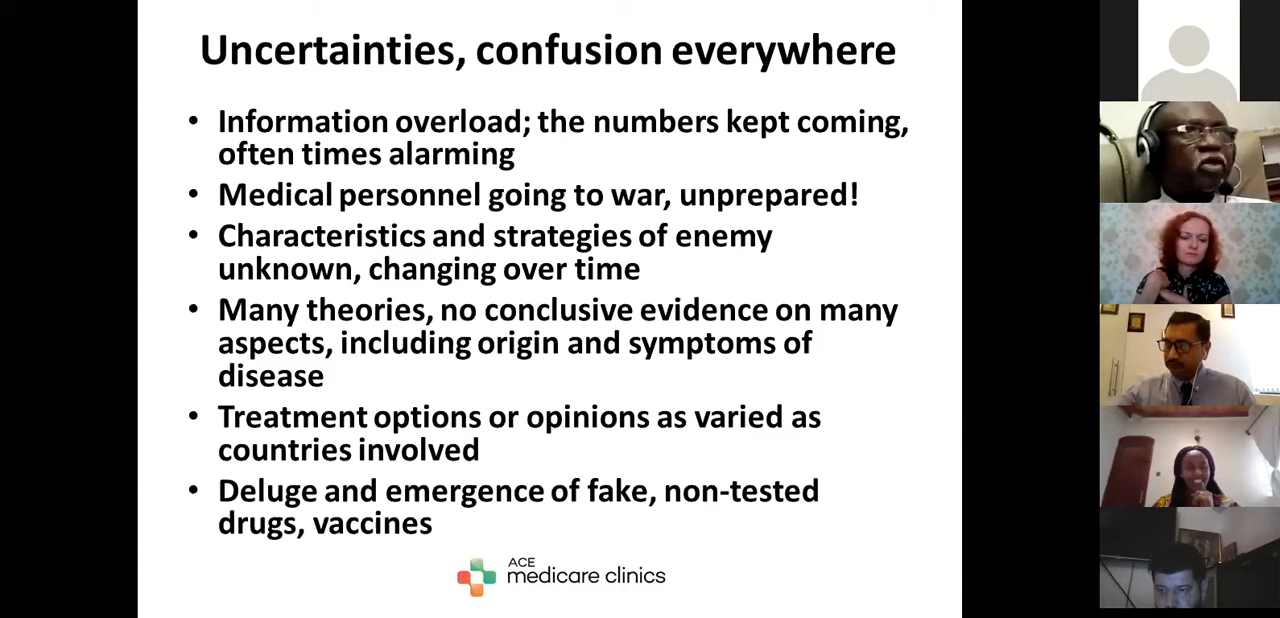 Uncertainties, confusion everywhere
• Information overload; the numbers kept coming,
often times alarming
• Medical personnel going to war, unprepared!
• Characteristics and strategies of enemy
unknown, changing over time
• Many theories, no conclusive evidence on many
aspects, including origin and symptoms of
disease
• Treatment options or opinions as varied as
countries involved
• Deluge and emergence of fake, non-tested
drugs, vaccines
ACE
medicare clinics